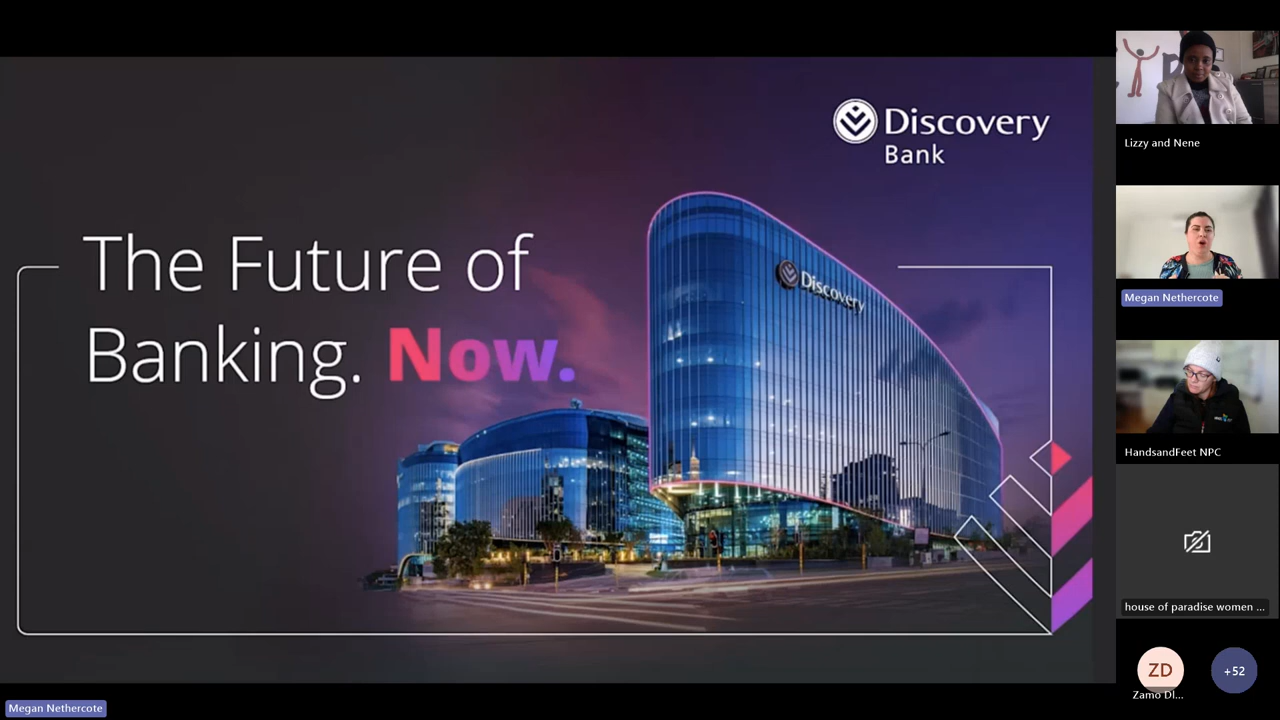 Discovery
Bank
The Future of
Banking. Now.
Discovery
Lizzy and Nene
Megan Nethercote
HandsandFeet NPC
house of paradise women ...
ZD
+52
Zamo Dl...
Megan Nethercote